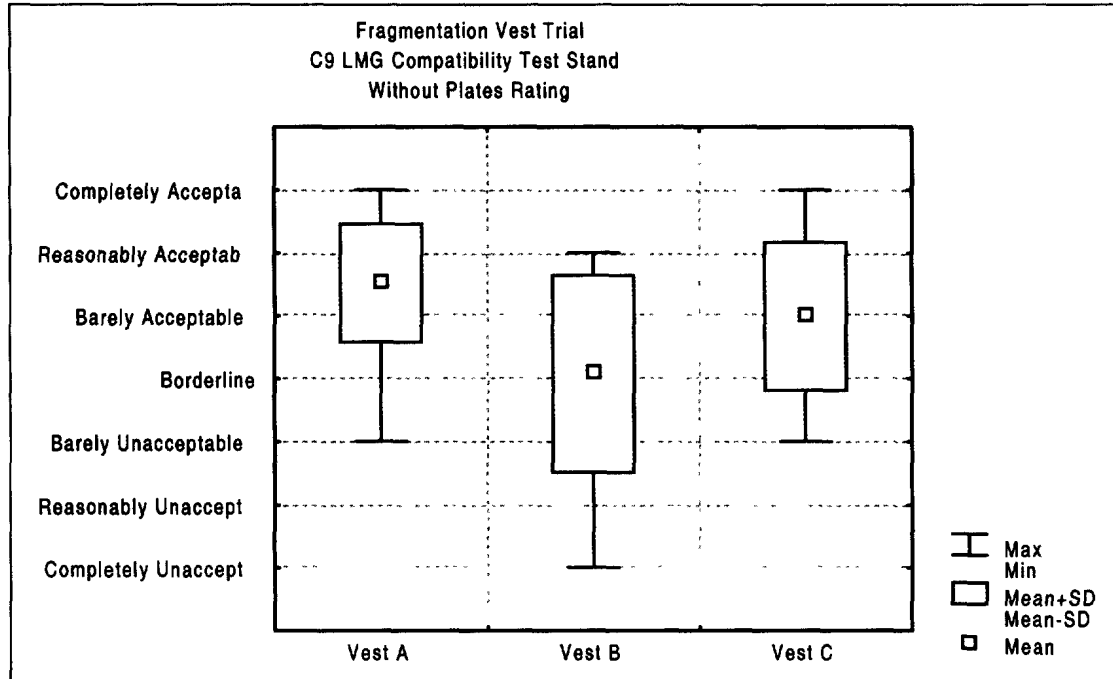 Fragmentation Vest Trial
C9 LMG Compatibility Test Stand
Without Plates Rating
Completely Accepta
Reasonably Acceptab
Barely Acceptable
Borderline
Barely Unacceptable
Reasonably Unaccept
Completely Unaccept
Vest A
Vest B
Vest C
Max
Min
Mean+SD
Mean-SD
Mean